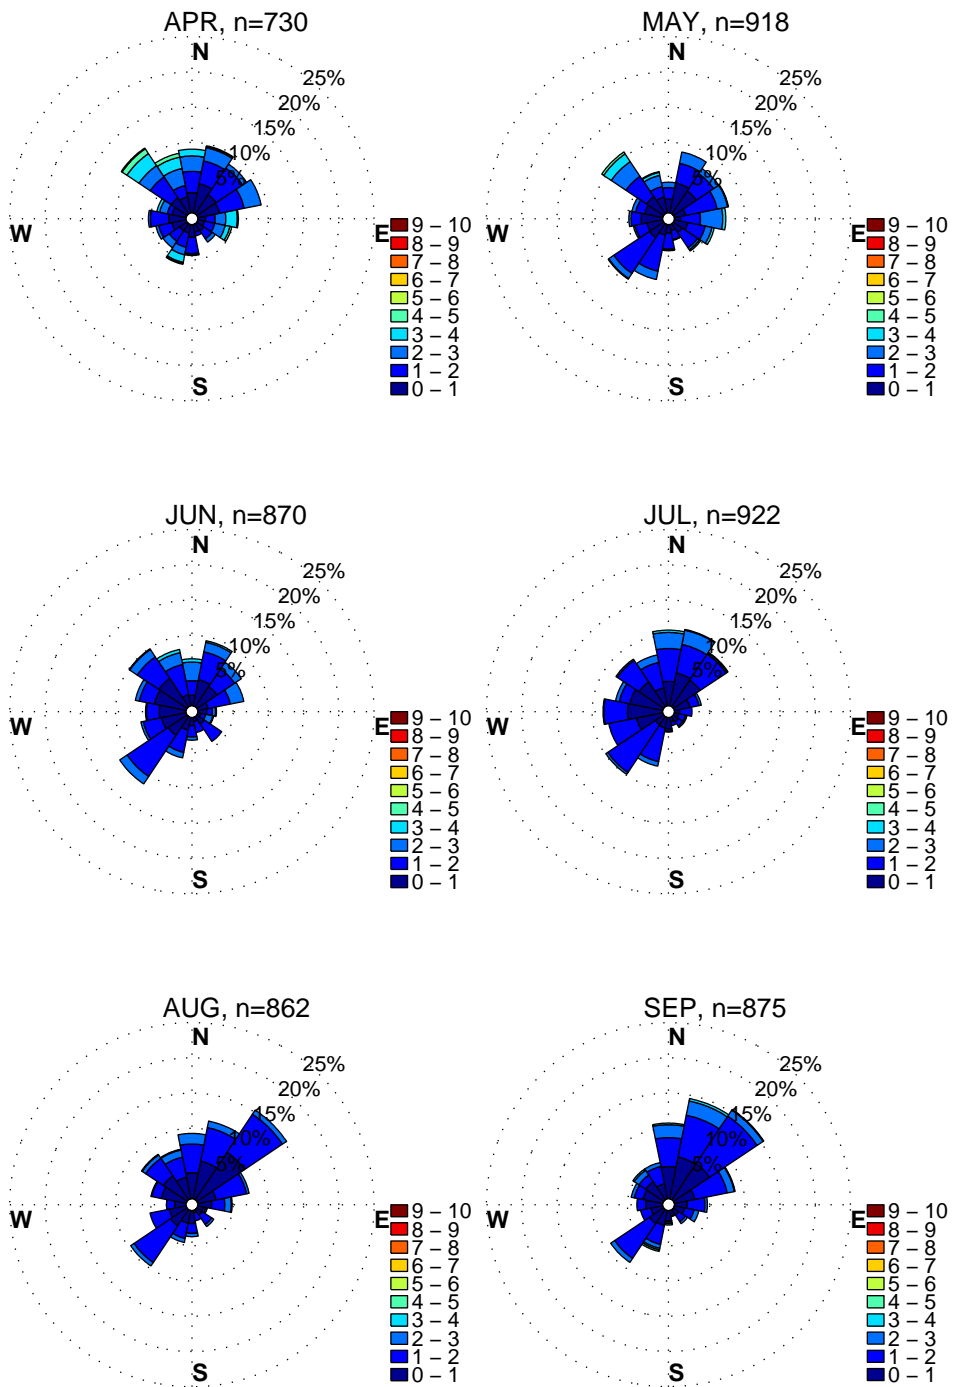 APR, n=730
N
25%
20%
15%
10%
5%
W
E
S
9 – 10
8 – 9
7 – 8
6 – 7
5 – 6
4 – 5
3 – 4
2 – 3
1 – 2
0 – 1
MAY, n=918
N
25%
20%
15%
10%
5%
W
E
S
9 – 10
8 – 9
7 – 8
6 – 7
5 – 6
4 – 5
3 – 4
2 – 3
1 – 2
0 – 1
JUN, n=870
N
25%
20%
15%
10%
5%
W
E
S
9 – 10
8 – 9
7 – 8
6 – 7
5 – 6
4 – 5
3 – 4
2 – 3
1 – 2
0 – 1
JUL, n=922
N
25%
20%
15%
10%
5%
W
E
S
9 – 10
8 – 9
7 – 8
6 – 7
5 – 6
4 – 5
3 – 4
2 – 3
1 – 2
0 – 1
AUG, n=862
N
25%
20%
15%
10%
5%
W
E
S
9 – 10
8 – 9
7 – 8
6 – 7
5 – 6
4 – 5
3 – 4
2 – 3
1 – 2
0 – 1
SEP, n=875
N
25%
20%
15%
10%
5%
W
E
S
9 – 10
8 – 9
7 – 8
6 – 7
5 – 6
4 – 5
3 – 4
2 – 3
1 – 2
0 – 1